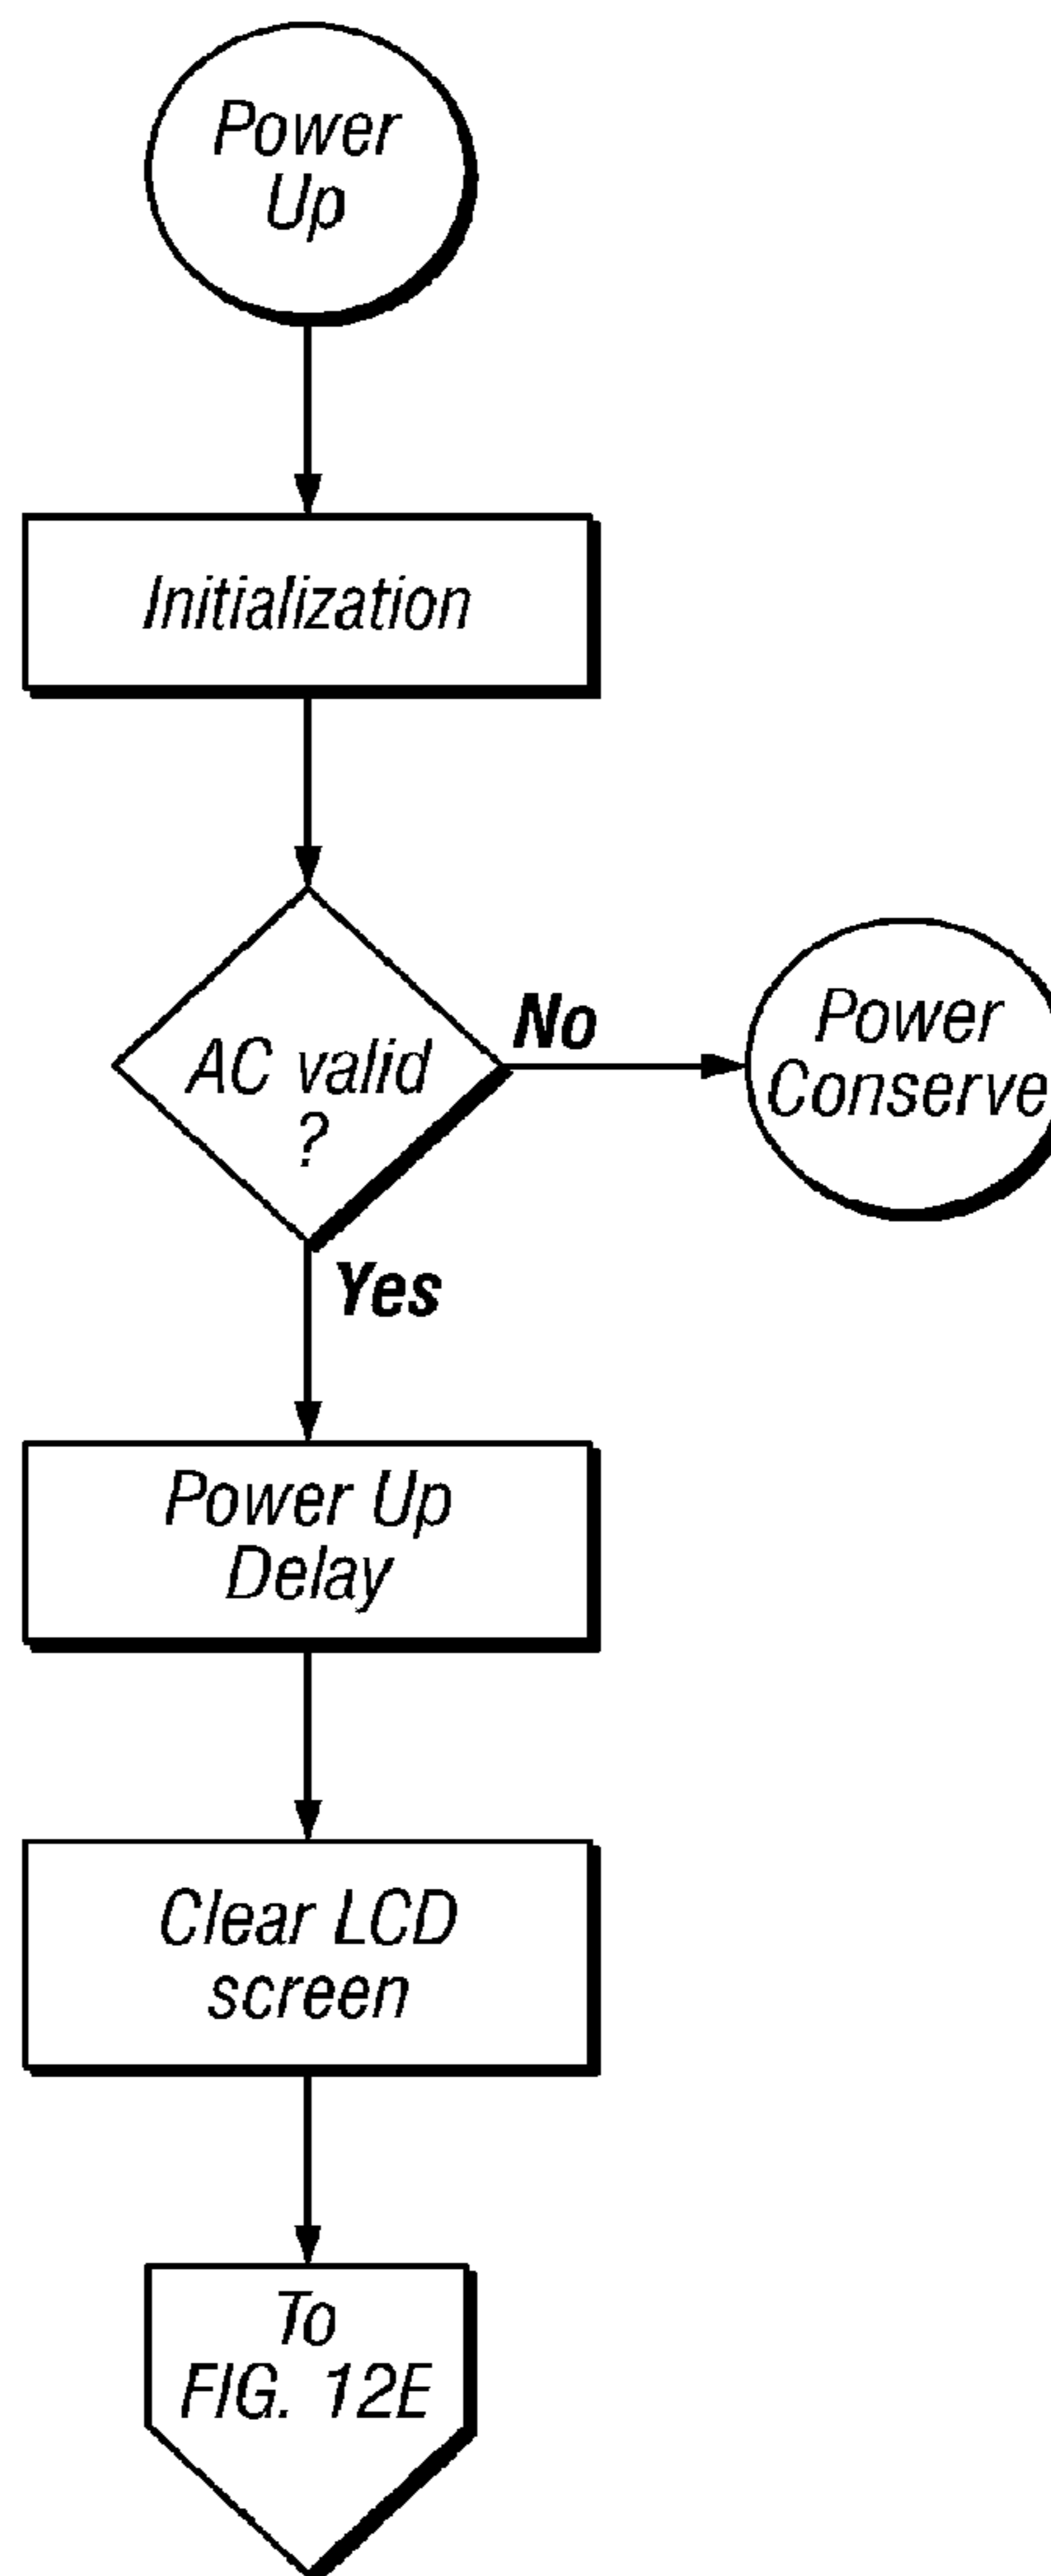 Power
Up
Initialization
AC valid
?
No
Power
Conserve
Yes
Power Up
Delay
Clear LCD
screen
To
FIG. 12E